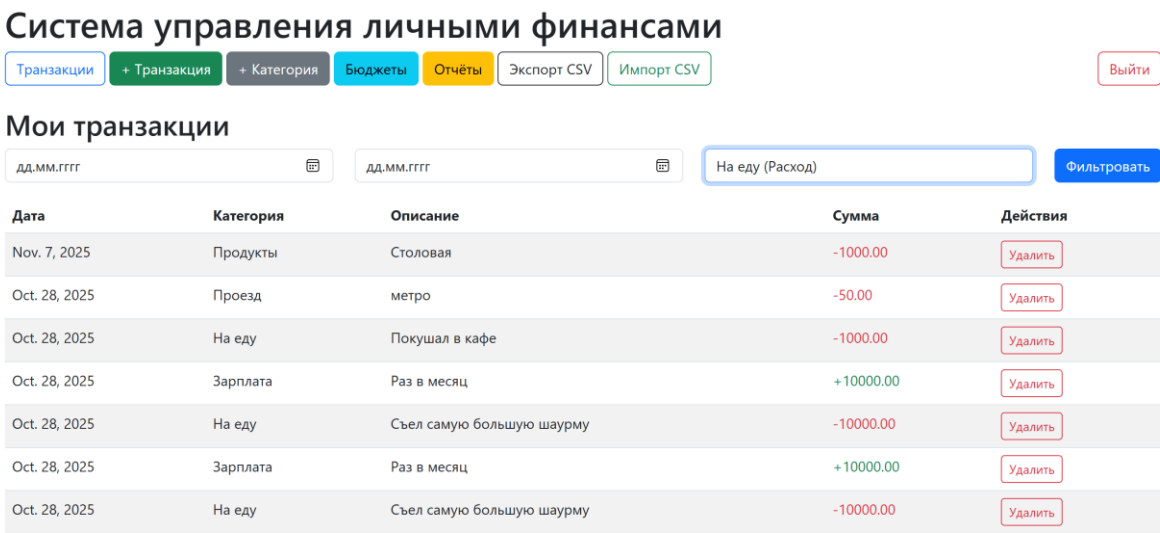 Система управления личными финансами
Транзакции + Транзакция + Категория Бюджеты Отчёты Экспорт CSV Импорт CSV Выйти
Мои транзакции
дд.мм.гггг дд.мм.гггг На еду (Расход) Фильтровать
Дата Категория Описание Сумма Действия
Nov. 7, 2025 Продукты Столовая -1000.00 Удалить
Oct. 28, 2025 Проезд метро -50.00 Удалить
Oct. 28, 2025 На еду Покушал в кафе -1000.00 Удалить
Oct. 28, 2025 Зарплата Раз в месяц +10000.00 Удалить
Oct. 28, 2025 На еду Съел самую большую шаурму -10000.00 Удалить
Oct. 28, 2025 Зарплата Раз в месяц +10000.00 Удалить
Oct. 28, 2025 На еду Съел самую большую шаурму -10000.00 Удалить